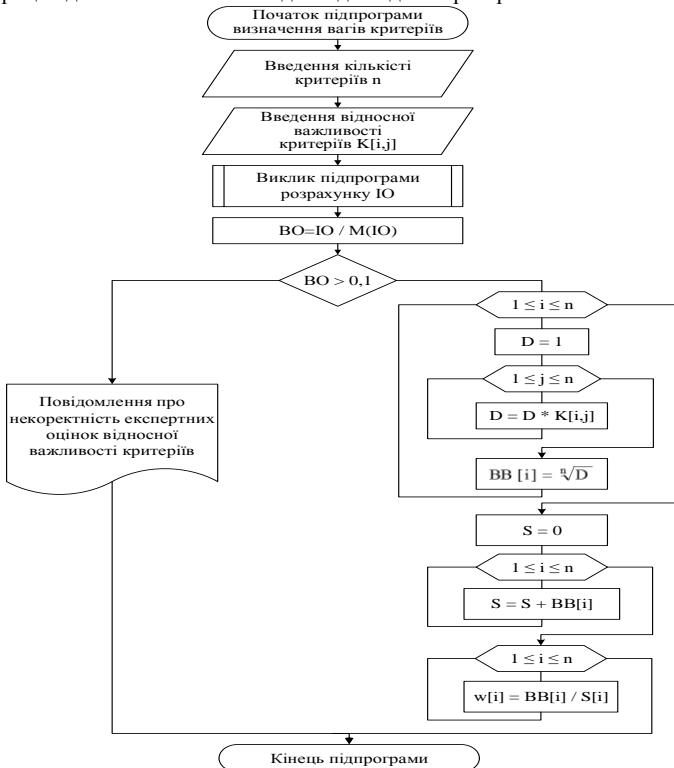 Початок підпрограми
визначення вагів критеріїв
Введення кількості
критеріїв n
Введення відносної
важливості
критеріїв K[i,j]
Виклик підпрограми
розрахунку ІО
ВО=ІО / М(ІО)
ВО > 0,1
Повідомлення про
некоректність експертних
оцінок відносної
важливості критеріїв
1 ≤ i ≤ n
D = 1
1 ≤ j ≤ n
D = D * K[i,j]
BB [i] = ⁿ√D
S = 0
1 ≤ i ≤ n
S = S + BB[i]
1 ≤ i ≤ n
w[i] = BB[i] / S[i]
Кінець підпрограми